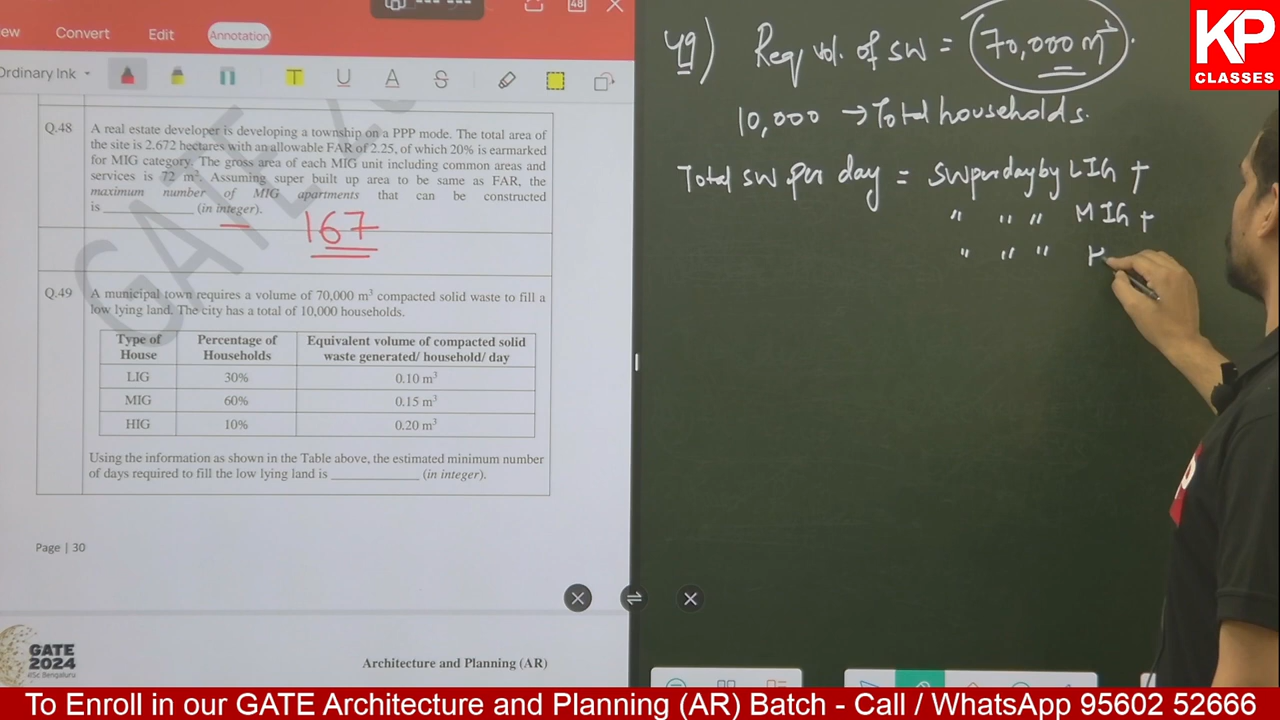 ew Convert Edit Annotation
48
Ordinary Ink
Q.48 A real estate developer is developing a township on a PPP mode. The total area of
the site is 2.672 hectares with an allowable FAR of 2.25, of which 20% is earmarked
for MIG category. The gross area of each MIG unit including common areas and
services is 72 m². Assuming super built up area to be same as FAR, the
maximum number of MIG apartments that can be constructed
is ______________ (in integer).
167
Q.49 A municipal town requires a volume of 70,000 m³ compacted solid waste to fill a
low lying land. The city has a total of 10,000 households.
Type of House Percentage of Households Equivalent volume of compacted solid waste generated/ household/ day
LIG 30% 0.10 m³
MIG 60% 0.15 m³
HIG 10% 0.20 m³
Using the information as shown in the Table above, the estimated minimum number
of days required to fill the low lying land is ______________ (in integer).
Page | 30
GATE 2024
IISc Bengaluru
Architecture and Planning (AR)
49) Req vol. of SW = 70,000 m³.
10,000 → Total households.
Total SW per day = SW per day by LIG +
" " " MIG +
" " " H
KP
CLASSES
To Enroll in our GATE Architecture and Planning (AR) Batch - Call / WhatsApp 95602 52666